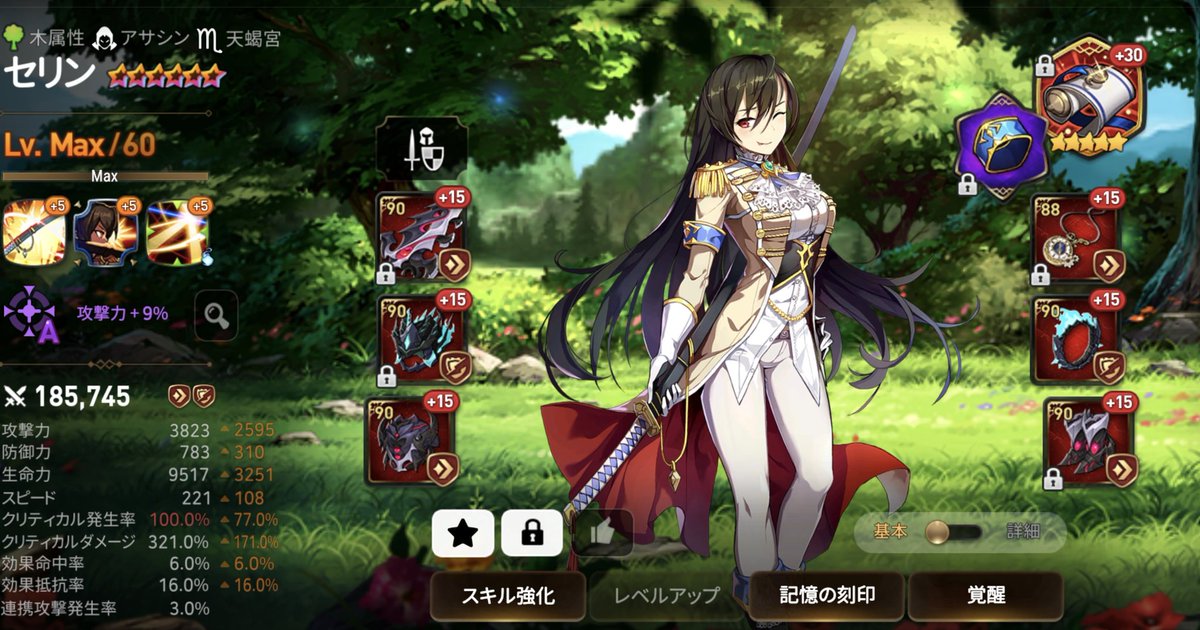 木属性 アサシン 天蝎宮
セリン
Lv. Max/60
Max
+5 +5 +5
A 攻撃力+9%
185,745
攻撃力 3823 2595
防御力 783 310
生命力 9517 3251
スピード 221 108
クリティカル発生率 100.0% 77.0%
クリティカルダメージ 321.0% 171.0%
効果命中率 6.0% 6.0%
効果抵抗率 16.0% 16.0%
連携攻撃発生率 3.0%
90 +15
90 +15
90 +15
+30
88 +15
90 +15
90 +15
基本 詳細
スキル強化 レベルアップ 記憶の刻印 覚醒